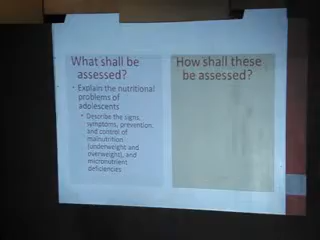 What shall be
assessed?
• Explain the nutritional
problems of
adolescents
• Describe the signs,
symptoms, prevention,
and control of
malnutrition
(underweight and
overweight), and
micronutrient
deficiencies
How shall these
be assessed?